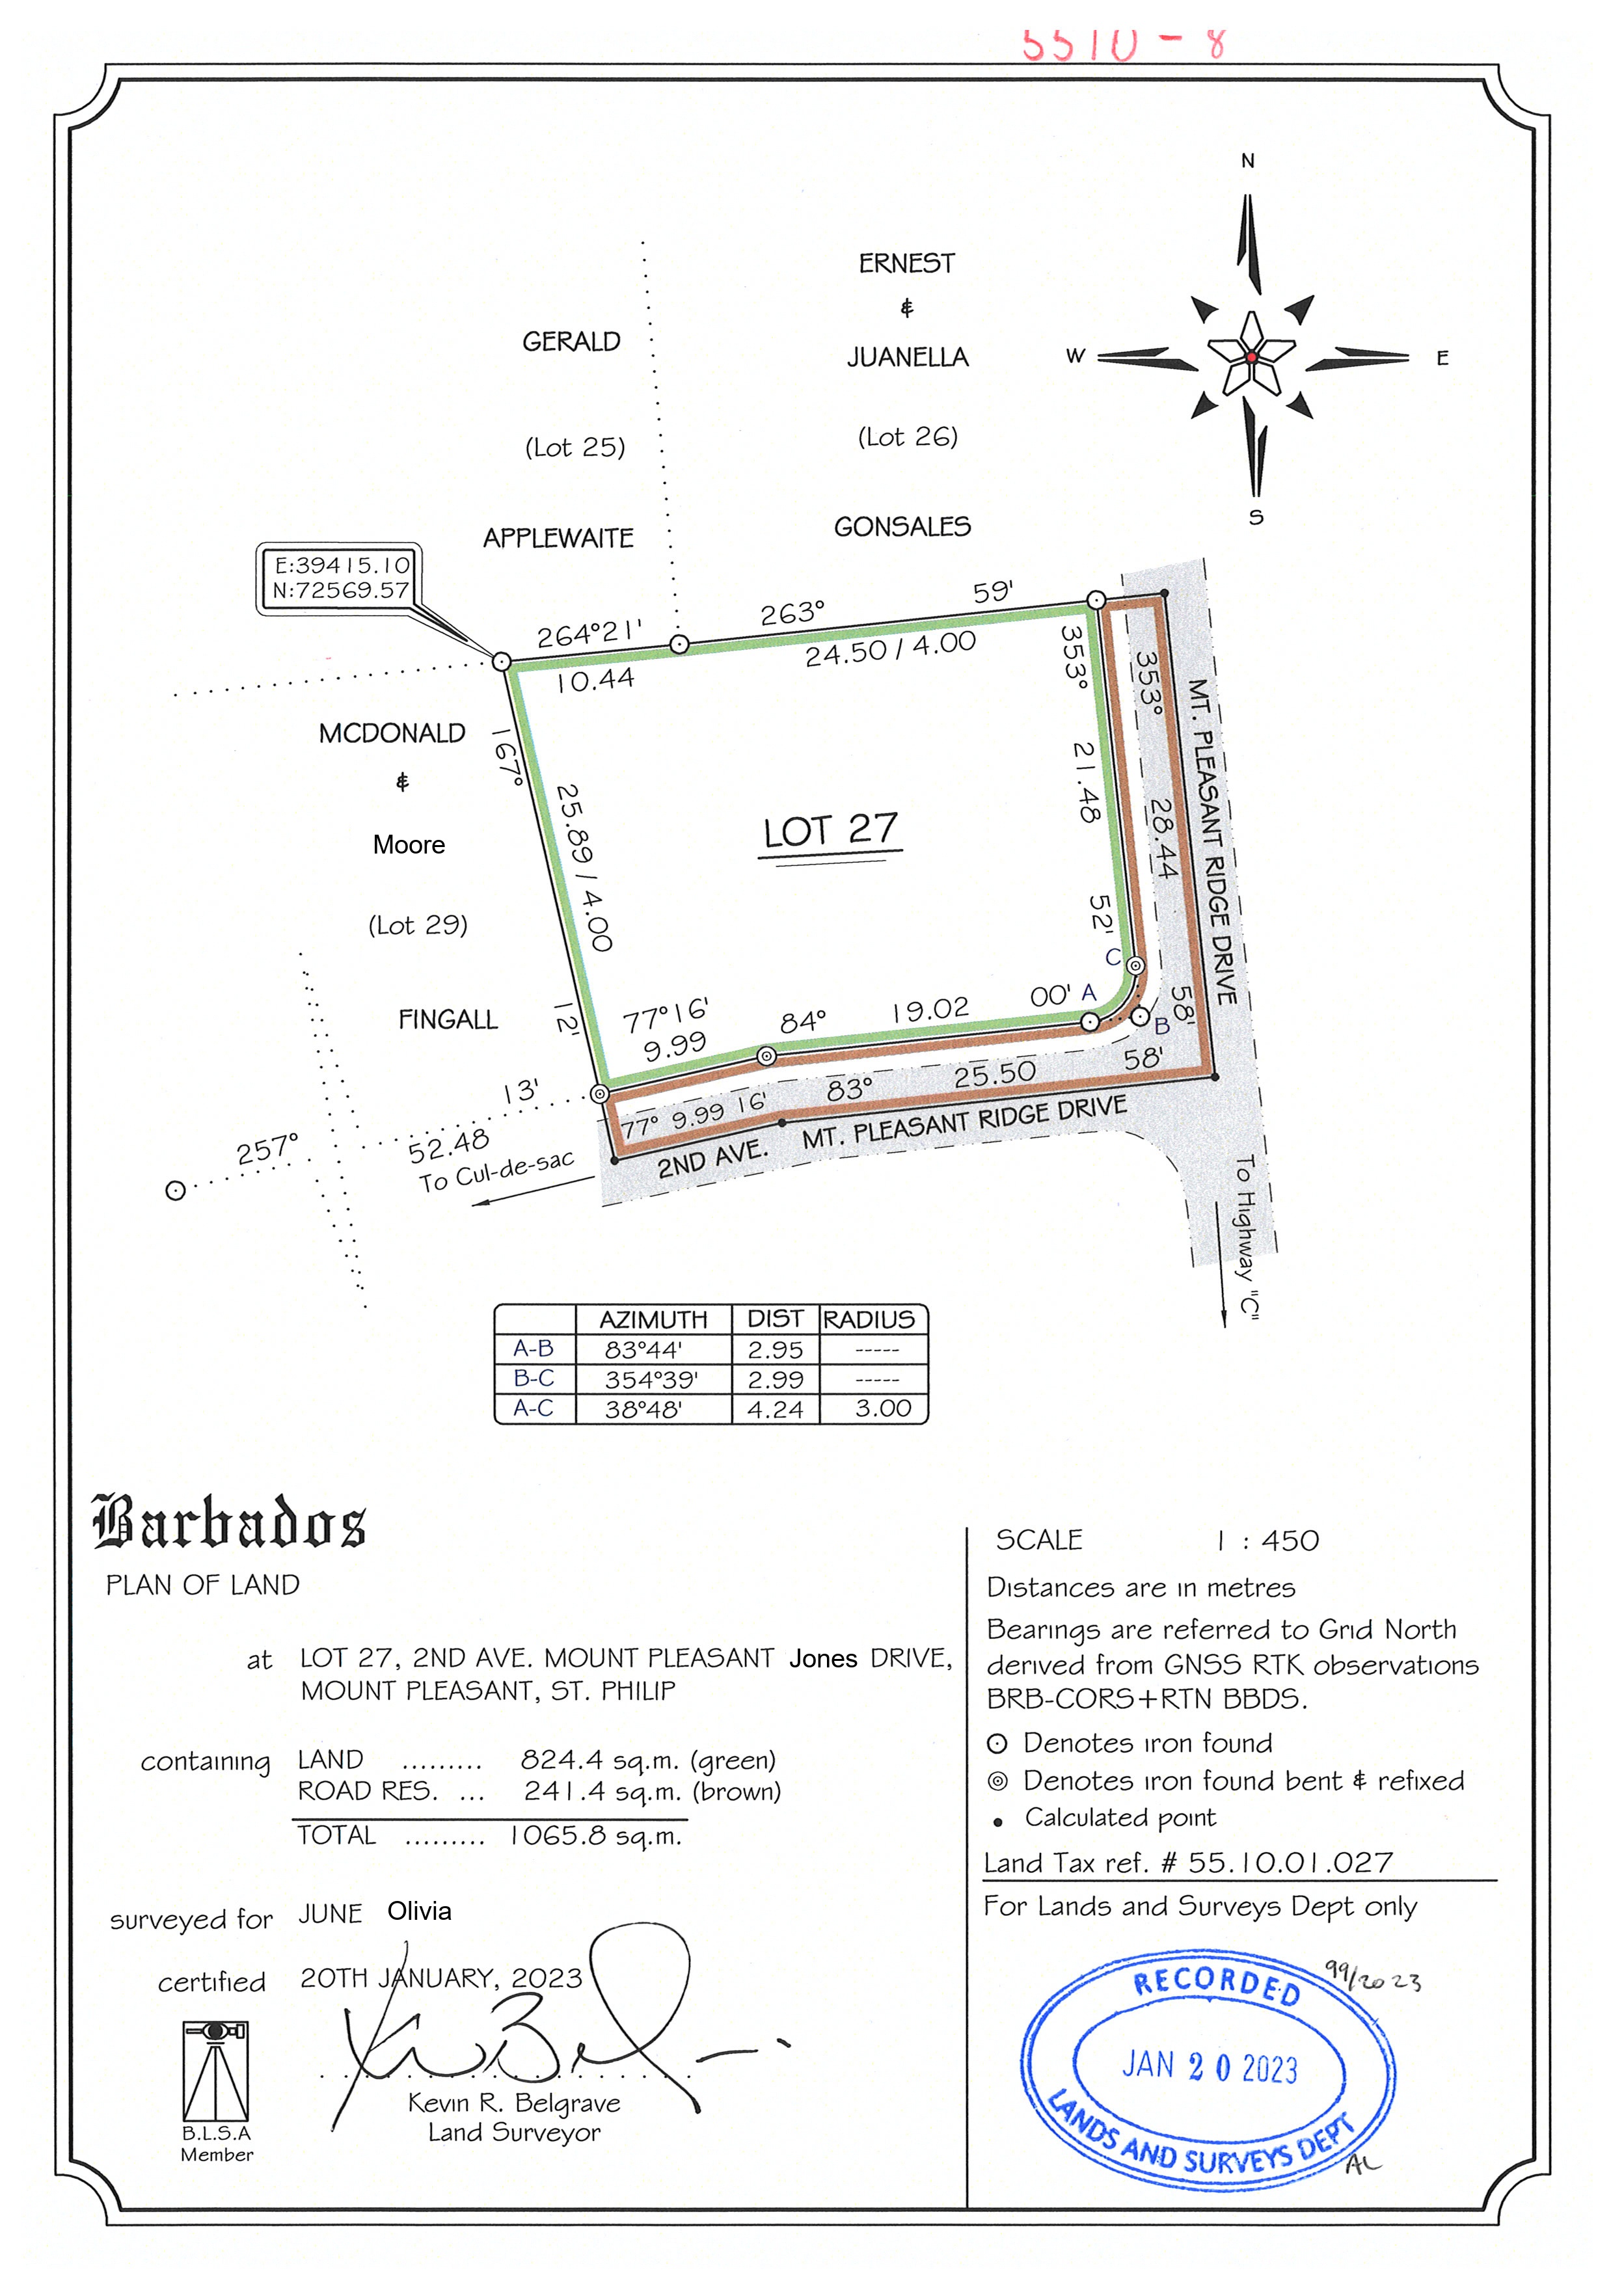 5510 - 8
N
W
E
S
GERALD
(Lot 25)
APPLEWAITE
ERNEST
&
JUANELLA
(Lot 26)
GONSALES
E:39415.10
N:72569.57
264°21'
10.44
263°
59'
24.50 / 4.00
353°
21.48
52'
353°
28.44
58'
MT. PLEASANT RIDGE DRIVE
MCDONALD
&
Moore
(Lot 29)
FINGALL
167°
25.89 / 4.00
12'
LOT 27
C
A
B
77°16'
9.99
84°
19.02
00'
13'
257°
52.48
To Cul-de-sac
77° 9.99 16'
83°
25.50
58'
2ND AVE. MT. PLEASANT RIDGE DRIVE
To Highway "C"
AZIMUTH DIST RADIUS
A-B 83°44' 2.95 -----
B-C 354°39' 2.99 -----
A-C 38°48' 4.24 3.00
Barbados
PLAN OF LAND
at LOT 27, 2ND AVE. MOUNT PLEASANT Jones DRIVE,
MOUNT PLEASANT, ST. PHILIP
containing LAND ......... 824.4 sq.m. (green)
ROAD RES. ... 241.4 sq.m. (brown)
TOTAL ......... 1065.8 sq.m.
surveyed for JUNE Olivia
certified 20TH JANUARY, 2023
Kevin R. Belgrave
Land Surveyor
B.L.S.A
Member
SCALE 1 : 450
Distances are in metres
Bearings are referred to Grid North
derived from GNSS RTK observations
BRB-CORS+RTN BBDS.
Denotes iron found
Denotes iron found bent & refixed
Calculated point
Land Tax ref. # 55.10.01.027
For Lands and Surveys Dept only
99/2023
RECORDED
JAN 20 2023
LANDS AND SURVEYS DEPT
AL